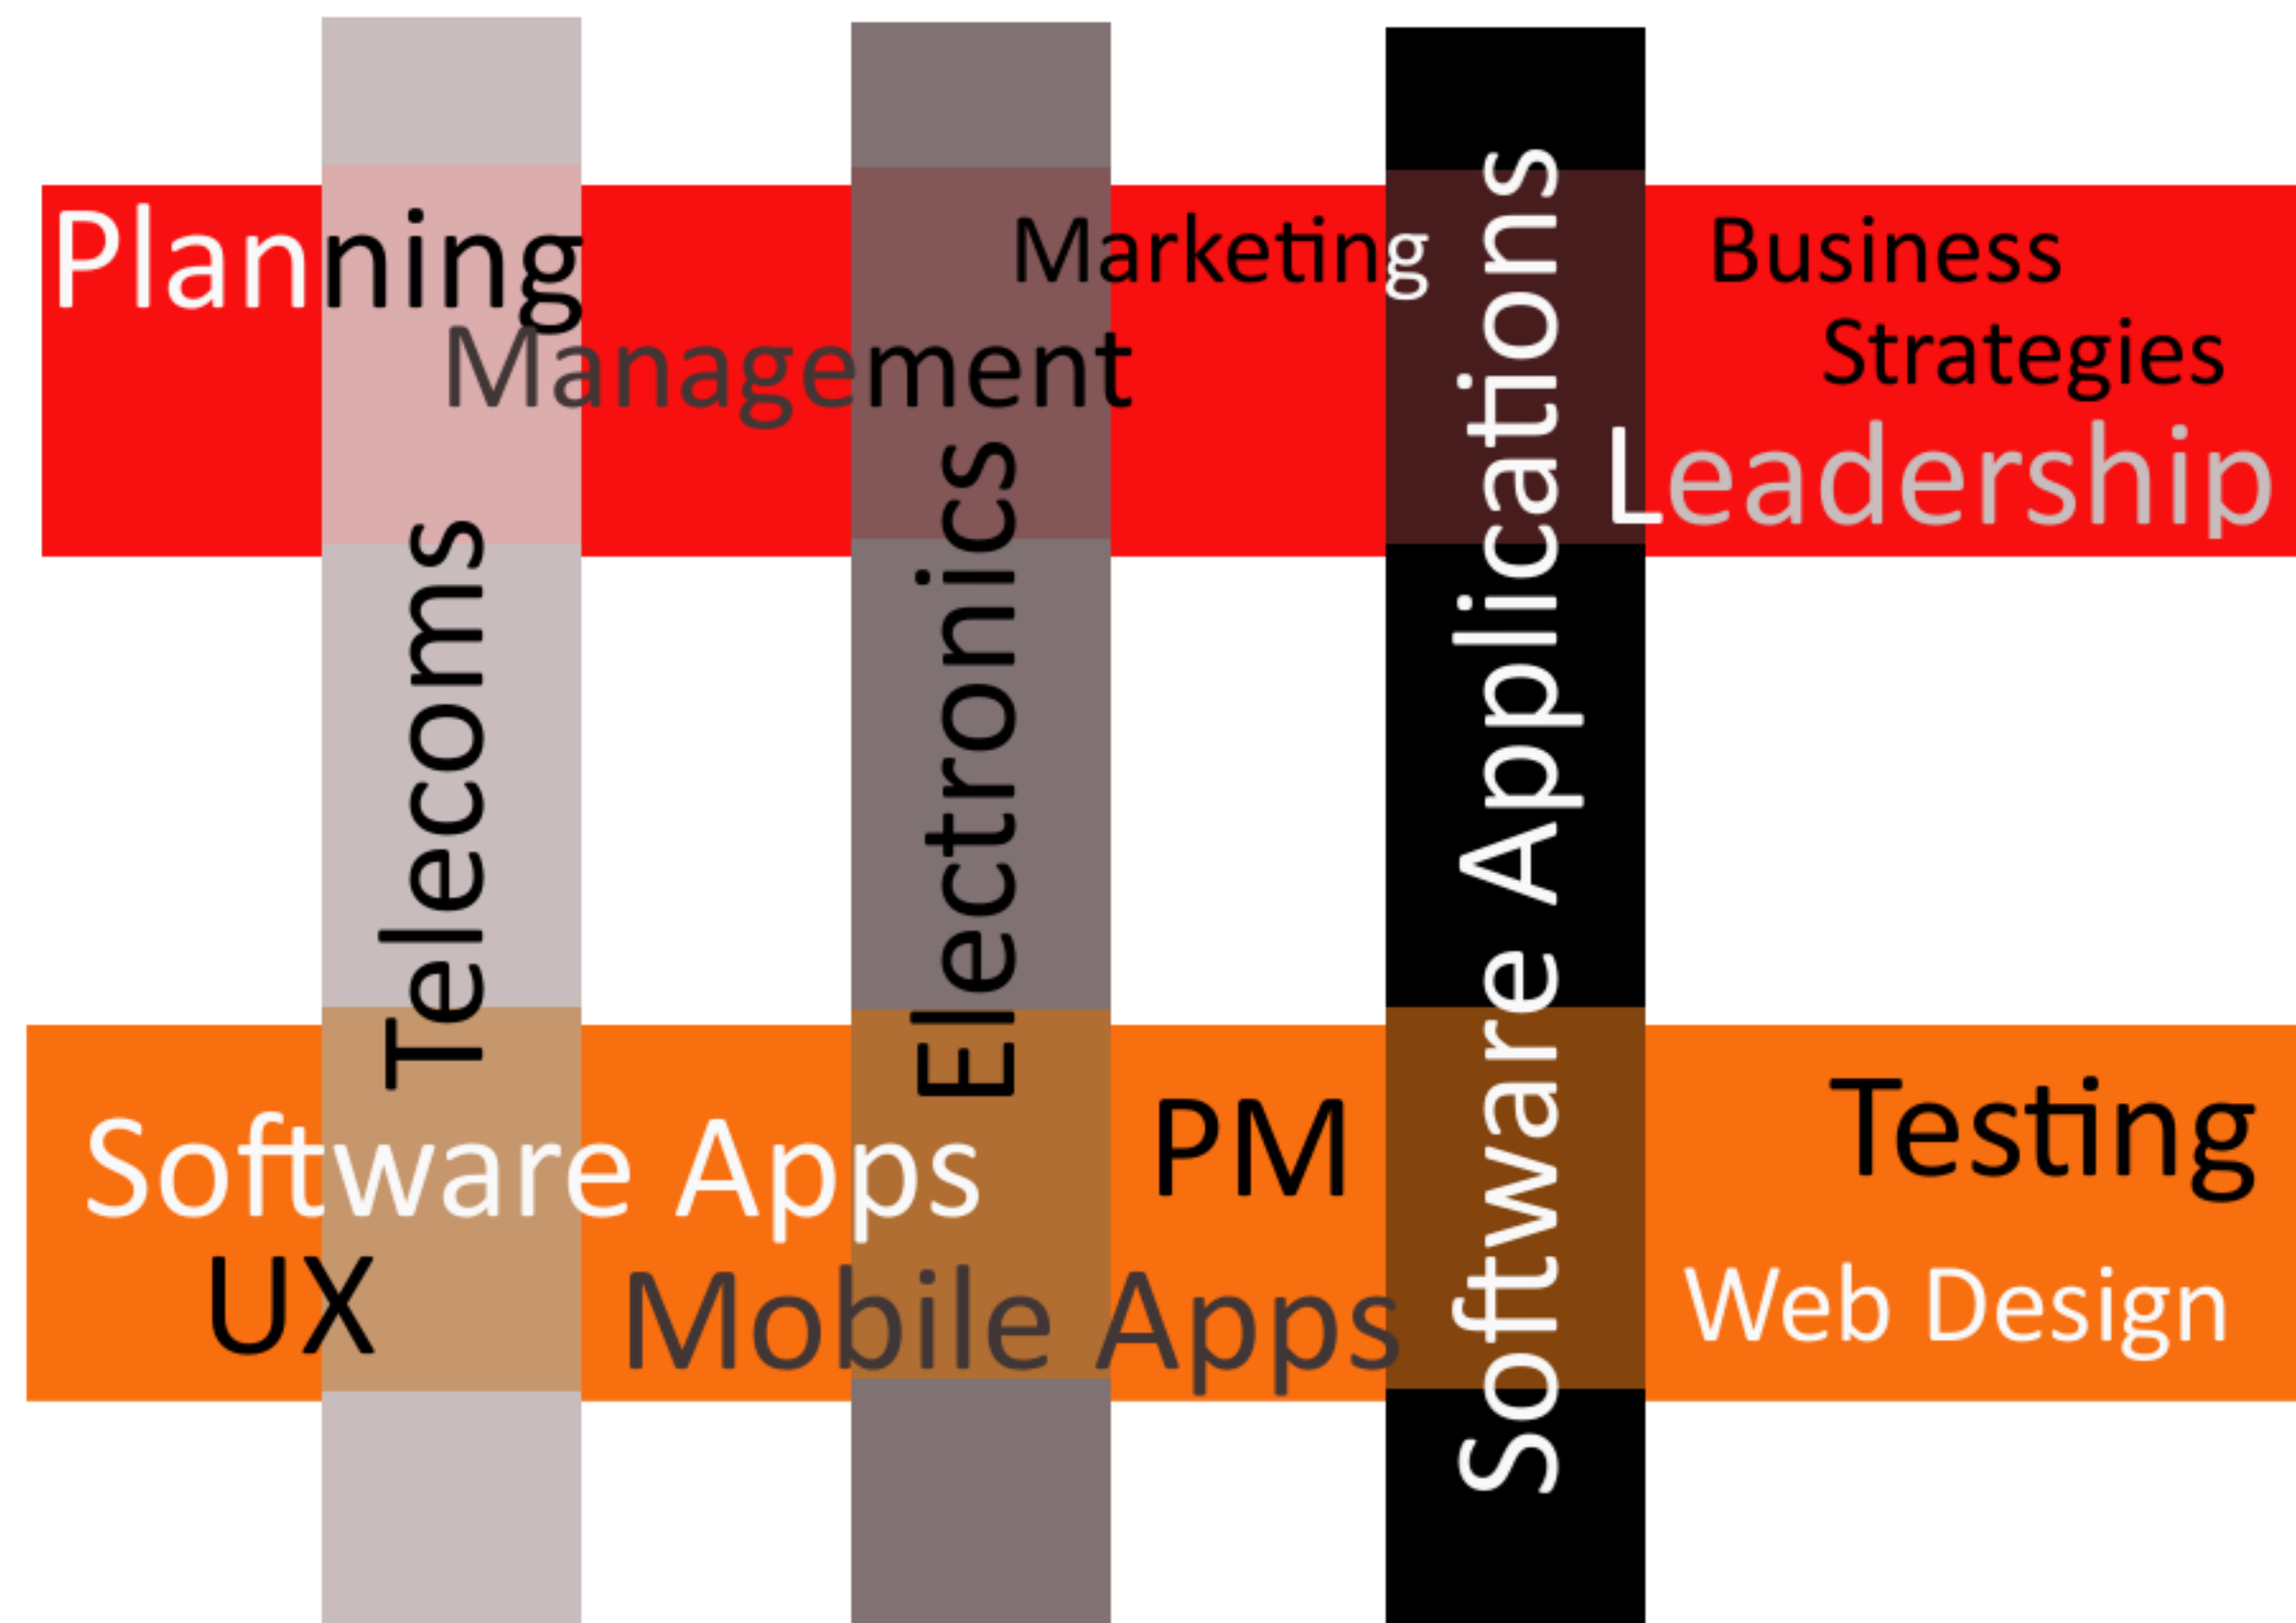 Planning
Marketing
Business
Management
Strategies
Leadership
Telecoms
Electronics
Software Applications
Software Apps
PM
Testing
UX
Mobile Apps
Web Design